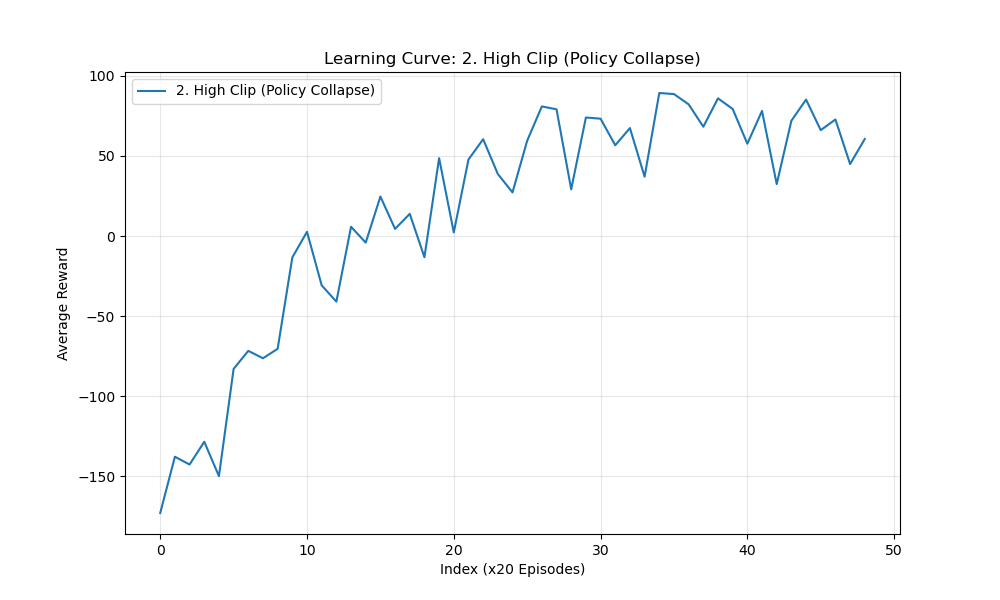 Learning Curve: 2. High Clip (Policy Collapse)
2. High Clip (Policy Collapse)
100
50
0
−50
−100
−150
Average Reward
0 10 20 30 40 50
Index (x20 Episodes)